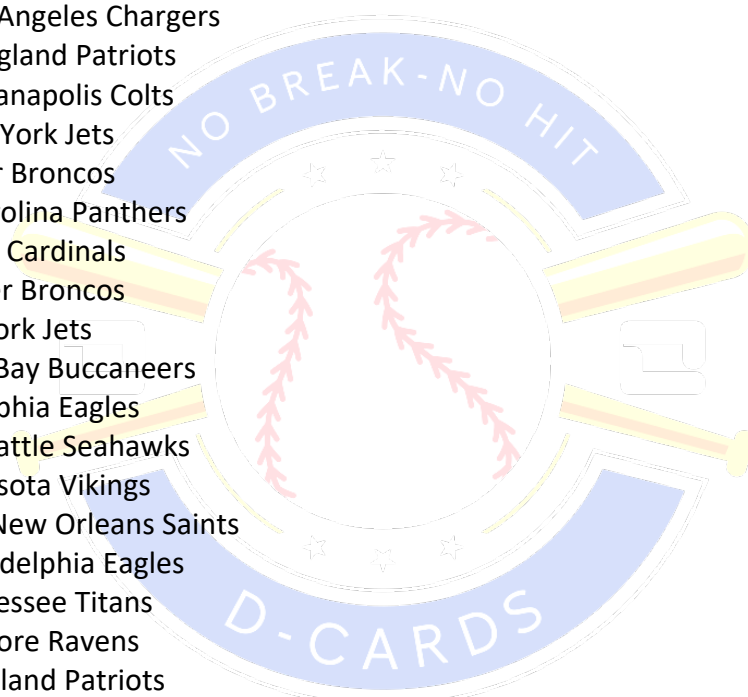 Angeles Chargers
gland Patriots
anapolis Colts
York Jets
r Broncos
rolina Panthers
Cardinals
er Broncos
ork Jets
Bay Buccaneers
phia Eagles
attle Seahawks
sota Vikings
New Orleans Saints
delphia Eagles
essee Titans
ore Ravens
land Patriots
NO BREAK-NO HIT
D-CARDS